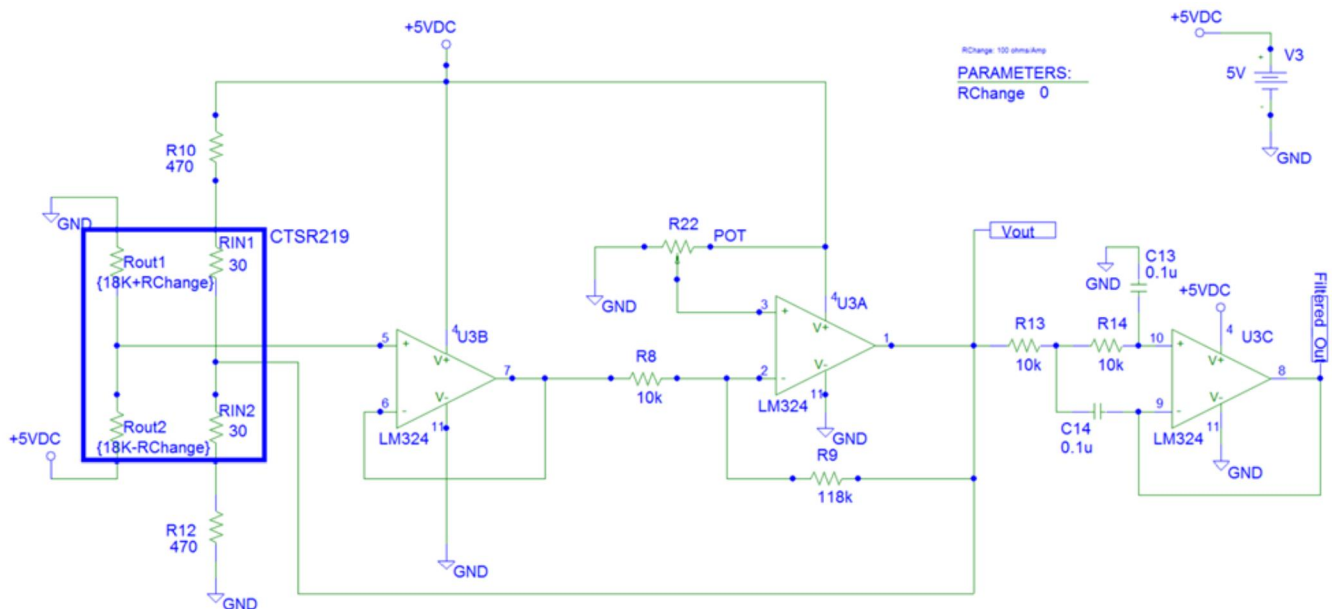 +5VDC
+5VDC
V3
5V
+
-
GND
RChange: 100 ohms/Amp
PARAMETERS:
RChange 0
R10
470
GND
CTSR219
Rout1
{18K+RChange}
RIN1
30
Rout2
{18K-RChange}
RIN2
30
+5VDC
R12
470
GND
5
+
6
-
4
U3B
V+
V-
7
11
LM324
GND
R8
10k
R22
POT
GND
3
+
2
-
4
U3A
V+
V-
1
11
LM324
GND
R9
118k
Vout
R13
10k
R14
10k
C13
0.1u
GND
C14
0.1u
+5VDC
10
+
9
-
4
U3C
V+
V-
8
11
LM324
GND
Filtered_Out